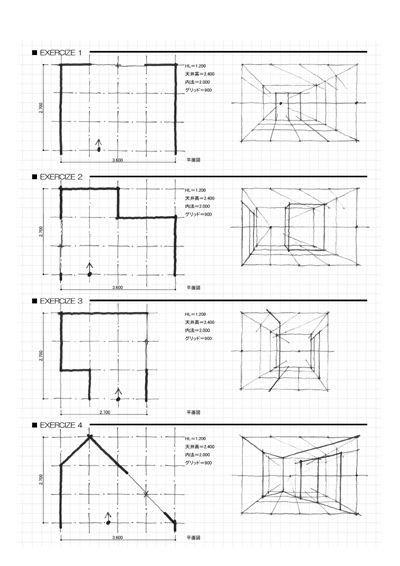 ■ EXERCIZE 1
HL=1.200
天井高=2.400
内法=2.000
グリッド=900
2.700
3.600
平面図
■ EXERCIZE 2
HL=1.200
天井高=2.400
内法=2.000
グリッド=900
2.700
3.600
平面図
■ EXERCIZE 3
HL=1.200
天井高=2.400
内法=2.000
グリッド=900
2.700
2.700
平面図
■ EXERCIZE 4
HL=1.200
天井高=2.400
内法=2.000
グリッド=900
2.700
3.600
平面図